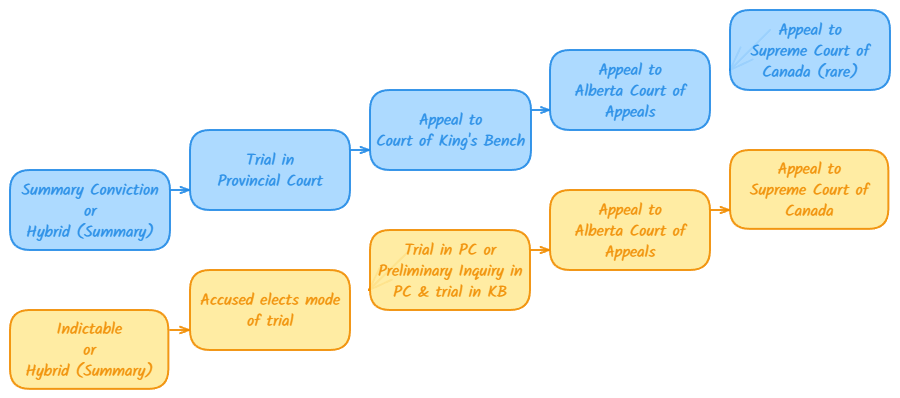 Summary Conviction
or
Hybrid (Summary)
Trial in
Provincial Court
Appeal to
Court of King's Bench
Appeal to
Alberta Court of
Appeals
Appeal to
Supreme Court of
Canada (rare)
Indictable
or
Hybrid (Summary)
Accused elects mode
of trial
Trial in PC or
Preliminary Inquiry in
PC & trial in KB
Appeal to
Alberta Court of
Appeals
Appeal to
Supreme Court of
Canada